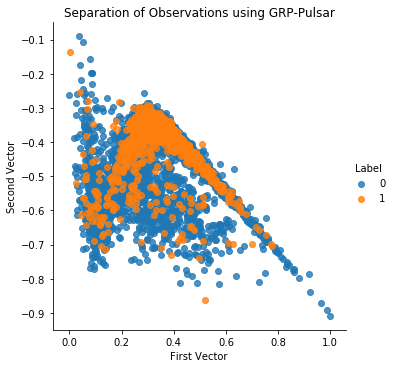 Separation of Observations using GRP-Pulsar
−0.1
−0.2
−0.3
−0.4
−0.5
−0.6
−0.7
−0.8
−0.9
Second Vector
0.0 0.2 0.4 0.6 0.8 1.0
First Vector
Label
0
1